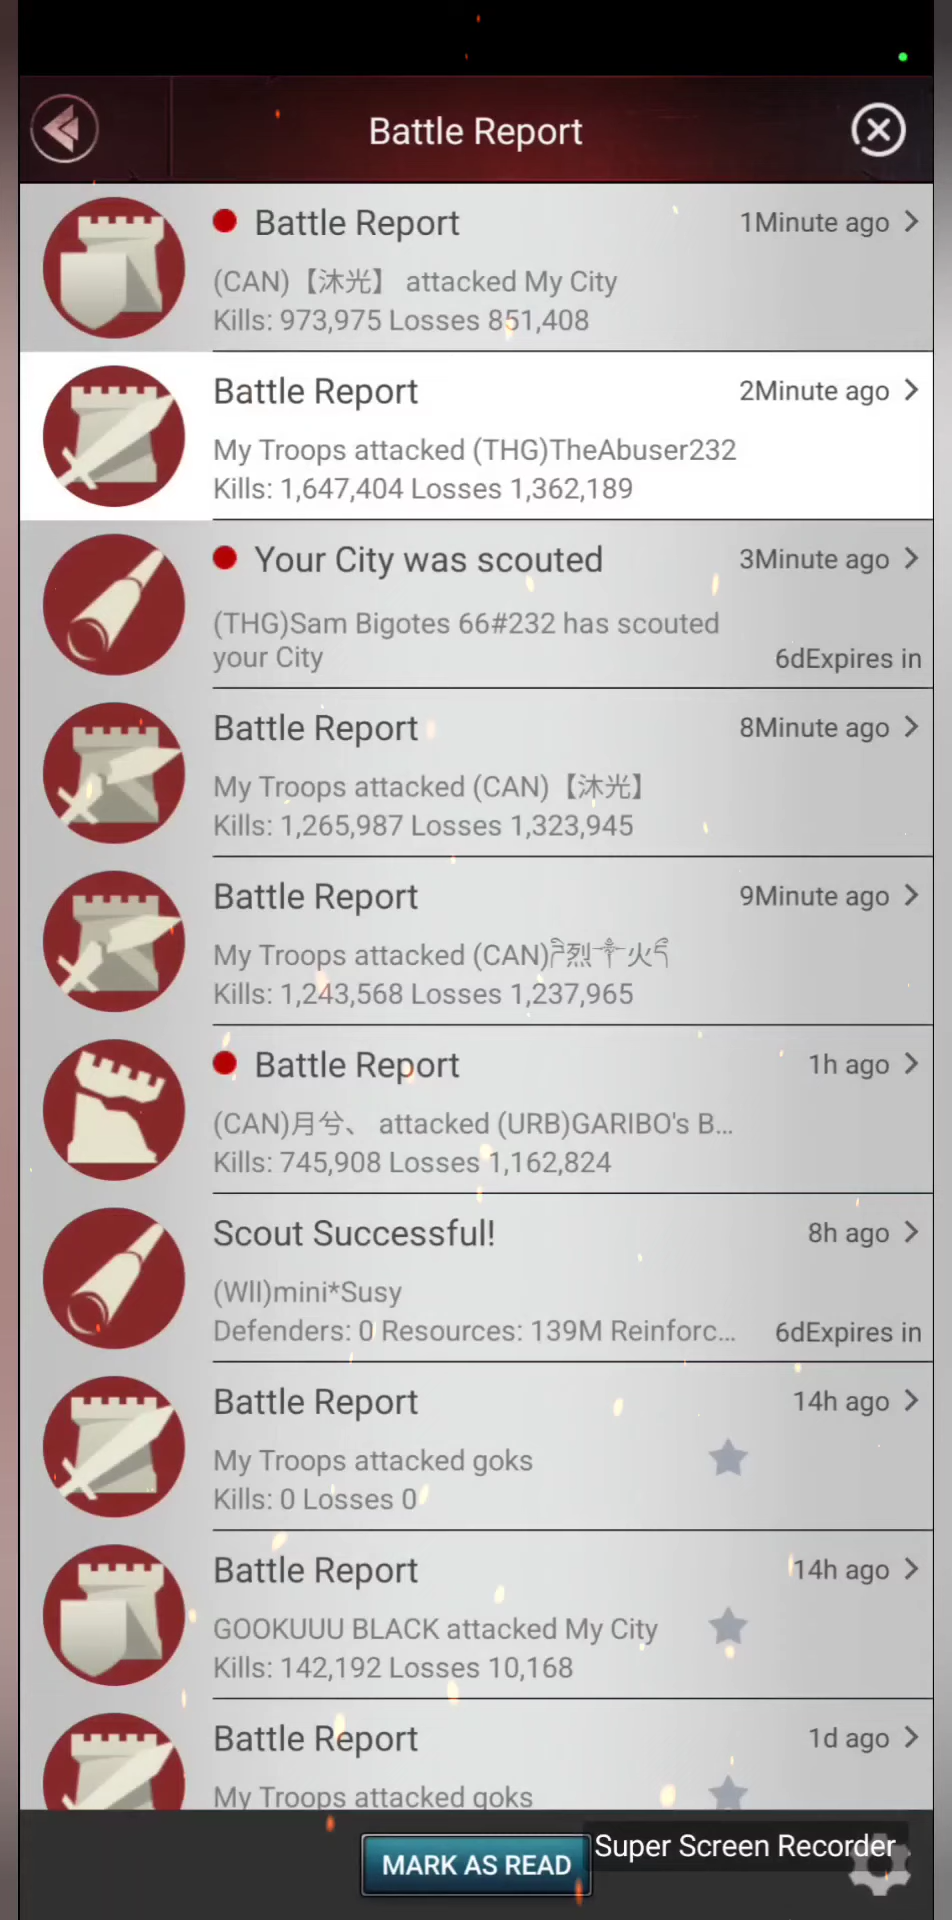 Battle Report
Battle Report
1Minute ago
(CAN)【沐光】 attacked My City
Kills: 973,975 Losses 851,408
Battle Report
2Minute ago
My Troops attacked (THG)TheAbuser232
Kills: 1,647,404 Losses 1,362,189
Your City was scouted
3Minute ago
(THG)Sam Bigotes 66#232 has scouted
your City
6dExpires in
Battle Report
8Minute ago
My Troops attacked (CAN)【沐光】
Kills: 1,265,987 Losses 1,323,945
Battle Report
9Minute ago
My Troops attacked (CAN)烈火
Kills: 1,243,568 Losses 1,237,965
Battle Report
1h ago
(CAN)月兮、 attacked (URB)GARIBO's B...
Kills: 745,908 Losses 1,162,824
Scout Successful!
8h ago
(Wll)mini*Susy
Defenders: 0 Resources: 139M Reinforc...
6dExpires in
Battle Report
14h ago
My Troops attacked goks
Kills: 0 Losses 0
Battle Report
14h ago
GOOKUUU BLACK attacked My City
Kills: 142,192 Losses 10,168
Battle Report
1d ago
My Troops attacked goks
MARK AS READ
Super Screen Recorder